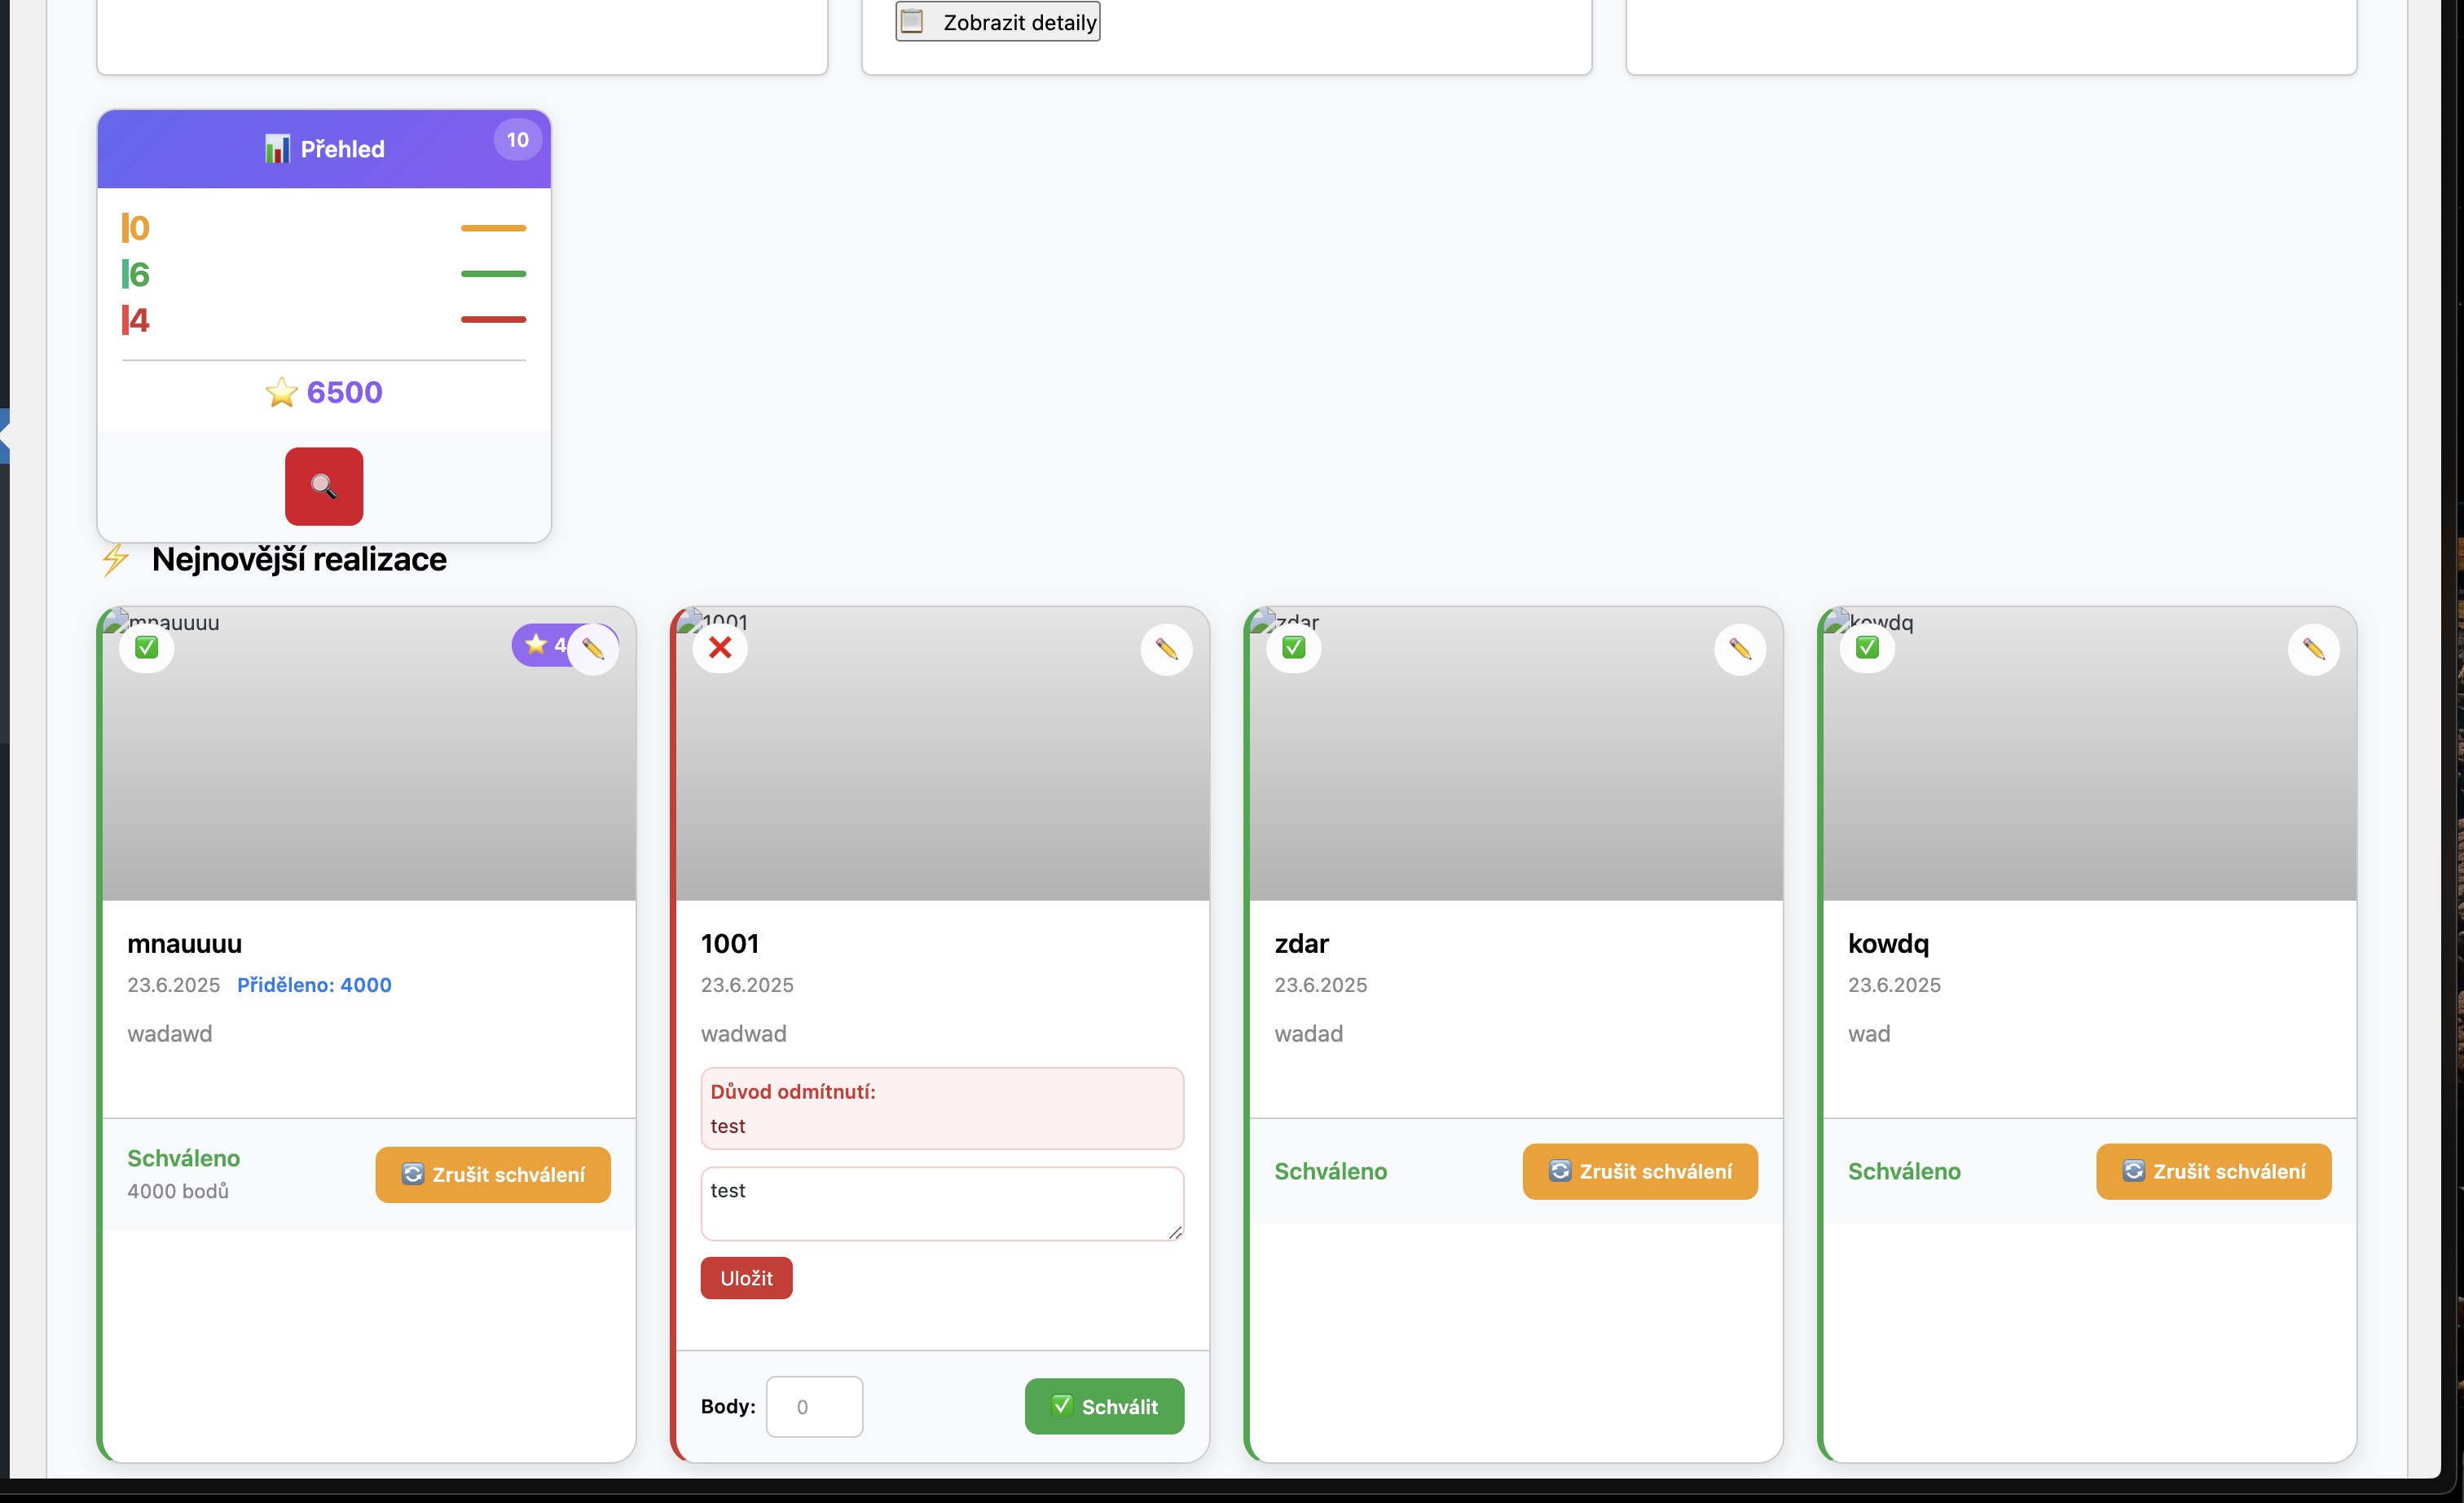 Zobrazit detaily
Přehled
10
0
6
4
6500
Nejnovější realizace
mnauuuu
4
1001
zdar
kowdq
mnauuuu
23.6.2025 Přiděleno: 4000
wadawd
Schváleno
4000 bodů
Zrušit schválení
1001
23.6.2025
wadwad
Důvod odmítnutí:
test
test
Uložit
Body:
0
Schválit
zdar
23.6.2025
wadad
Schváleno
Zrušit schválení
kowdq
23.6.2025
wad
Schváleno
Zrušit schválení